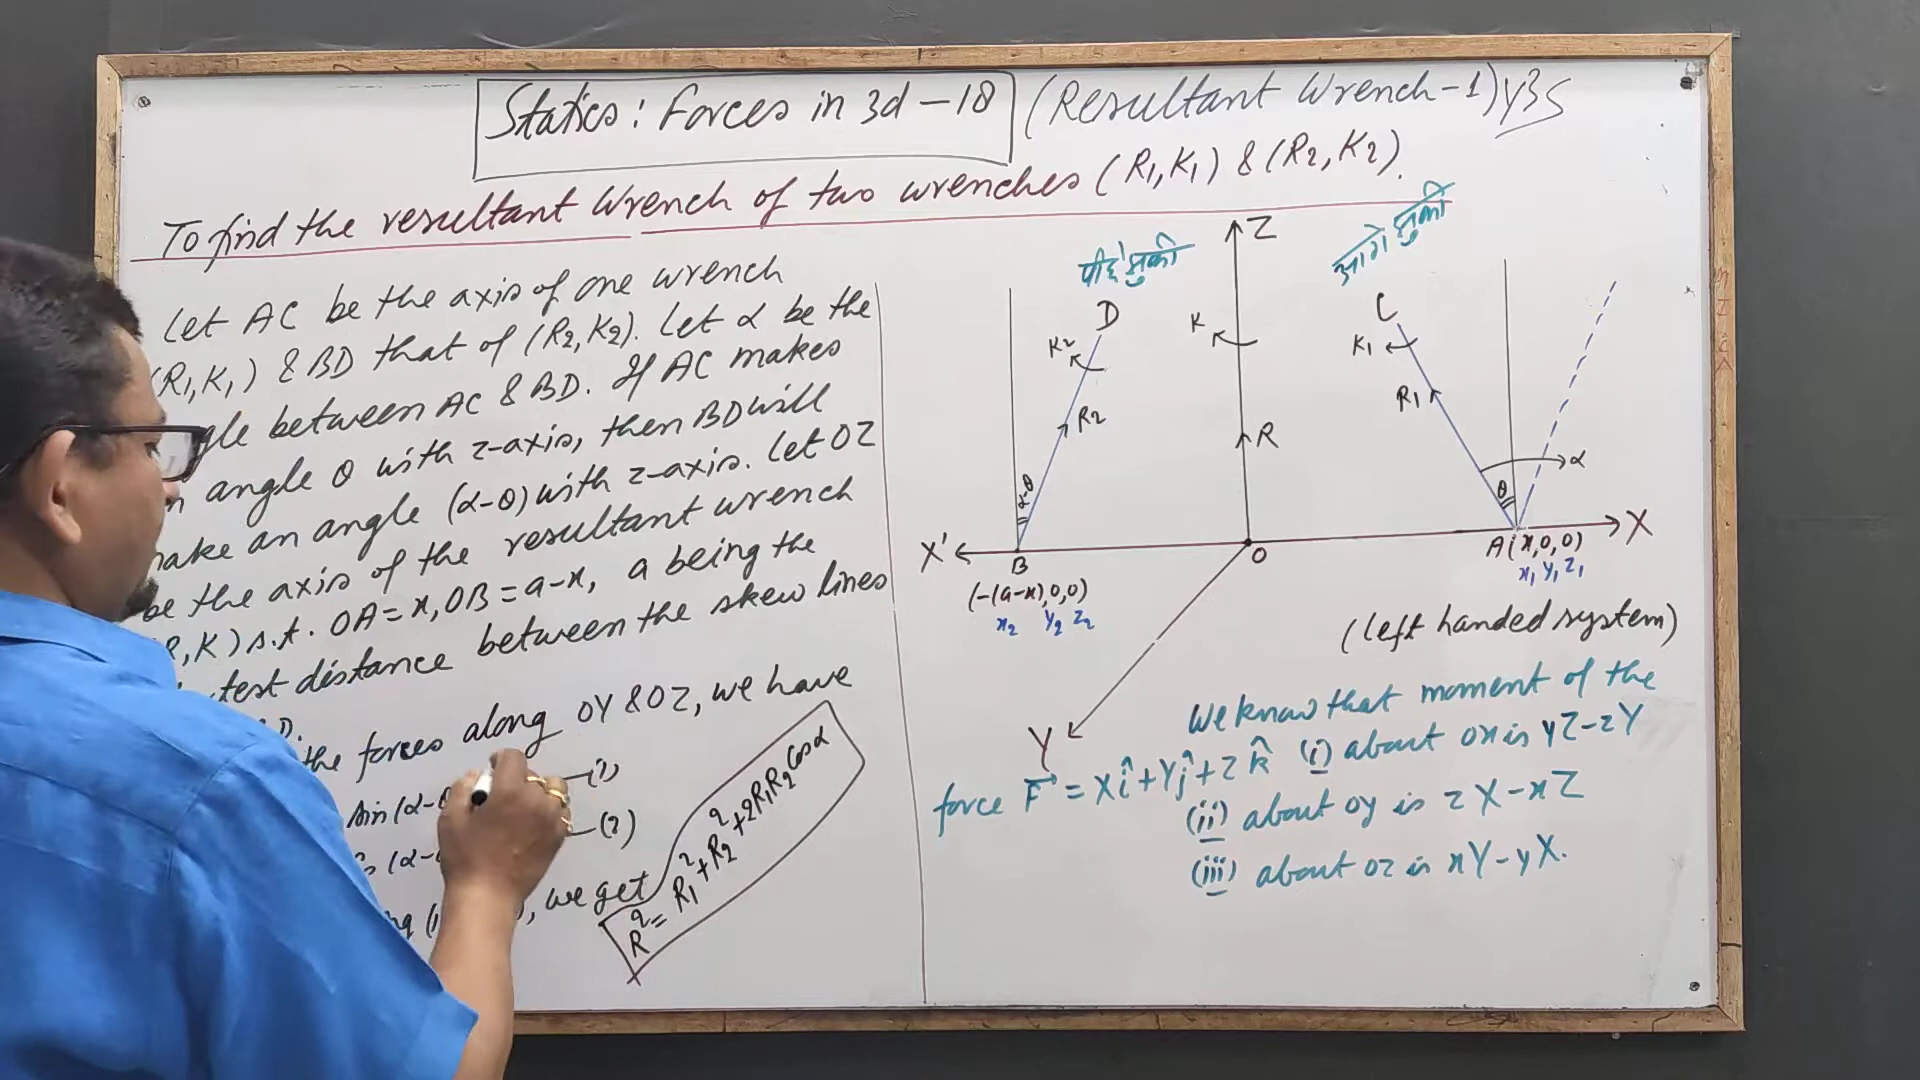 Statics: Forces in 3d-18 (Resultant Wrench-1) Y3S
To find the resultant Wrench of two wrenches (R1,K1) & (R2,K2).
Let AC be the axis of one wrench
(R1,K1) & BD that of (R2,K2). Let α be the
gle between AC & BD. If AC makes
n angle θ with z-axis, then BD will
make an angle (α-θ) with z-axis. Let OZ
be the axis of the resultant wrench
R,K) s.t. OA=x, OB=a-x, a being the
test distance between the skew lines
D.
the forces along OY & OZ, we have
Sin(α-θ -(1)
(α- -(2)
ng (1 ), we get
R²=R1²+R2²+2R1R2Cosα
पीछे झुकी
आगे झुकी
Z
D
C
K2
K
K1
R2
R
R1
α-θ
θ
α
X'
B
O
A(x,0,0)
X
x1 Y1 Z1
(-(a-x),0,0)
x2 Y2 Z2
Y
(left handed system)
We know that moment of the
force F⃗ = Xî+Yĵ+Zk̂ (i) about ox is yZ-zY
(ii) about oy is zX-xZ
(iii) about oz is xY-yX.